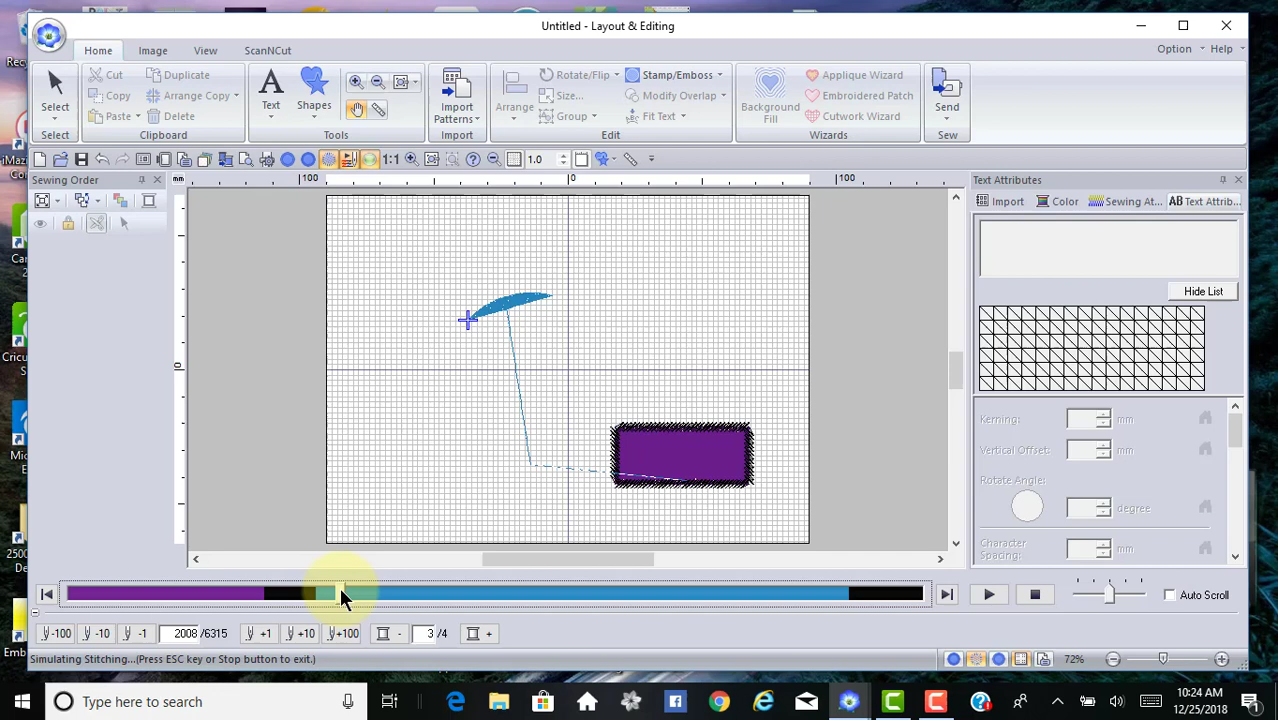 Untitled - Layout & Editing
Home Image View ScanNCut Option Help
Select
Cut
Copy
Paste
Duplicate
Arrange Copy
Delete
Text
Shapes
Import Patterns
Arrange
Rotate/Flip
Size...
Group
Stamp/Emboss
Modify Overlap
Fit Text
Background Fill
Applique Wizard
Embroidered Patch
Cutwork Wizard
Send
Select Clipboard Tools Import Edit Wizards Sew
1:1 1.0
Sewing Order
mm 100 0 100
0
Text Attributes
Import Color Sewing At... Text Attrib...
Hide List
Kerning: mm
Vertical Offset: mm
Rotate Angle:
degree
Character Spacing: mm
Auto Scroll
-100 -10 -1 2008 /6315 +1 +10 +100 - 3 /4 +
Simulating Stitching...(Press ESC key or Stop button to exit.) 72%
Type here to search
10:24 AM
12/25/2018